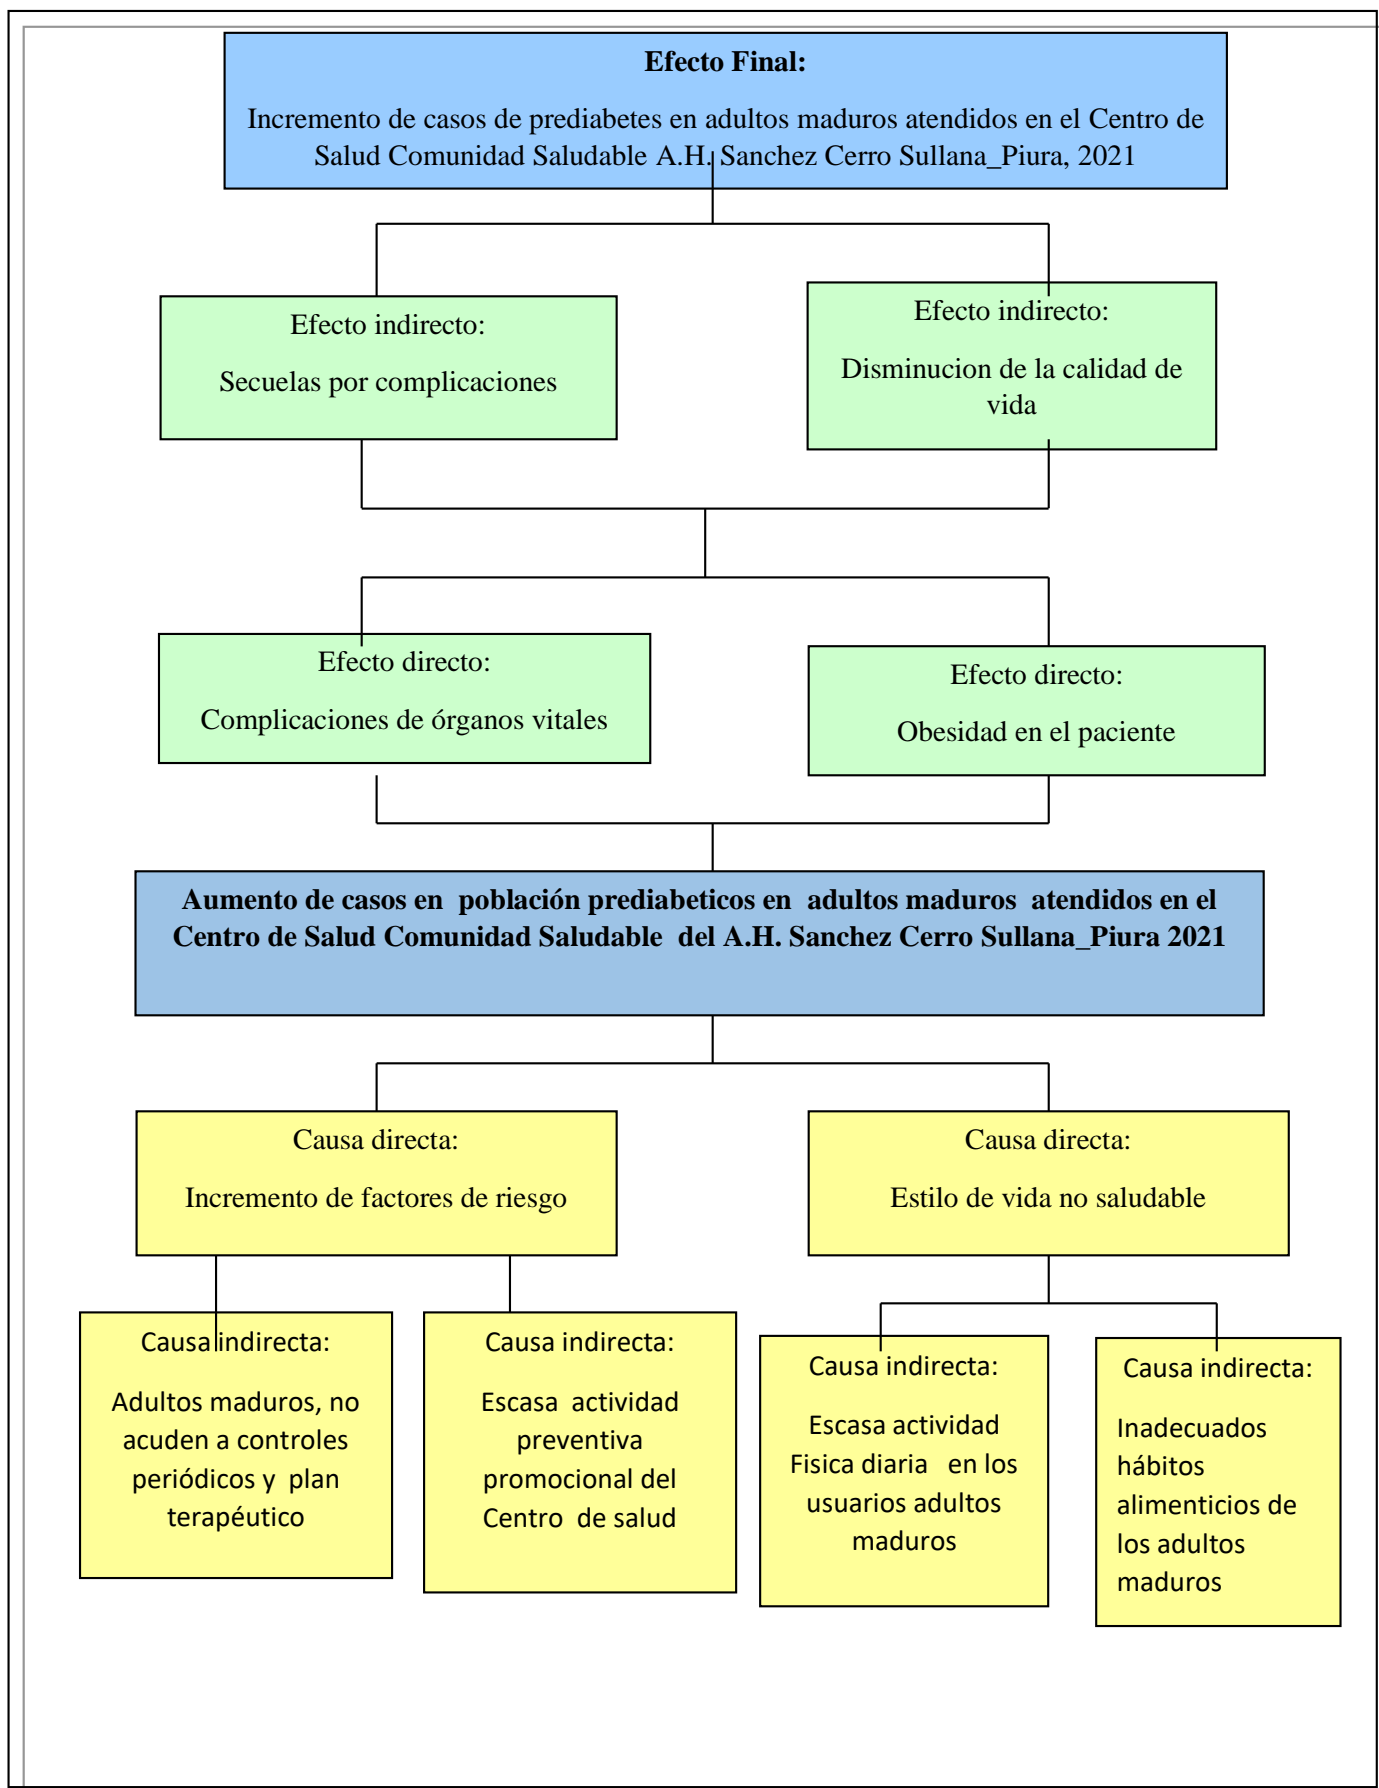 Efecto Final:
Incremento de casos de prediabetes en adultos maduros atendidos en el Centro de
Salud Comunidad Saludable A.H. Sanchez Cerro Sullana_Piura, 2021
Efecto indirecto:
Secuelas por complicaciones
Efecto indirecto:
Disminucion de la calidad de
vida
Efecto directo:
Complicaciones de órganos vitales
Efecto directo:
Obesidad en el paciente
Aumento de casos en población prediabeticos en adultos maduros atendidos en el
Centro de Salud Comunidad Saludable del A.H. Sanchez Cerro Sullana_Piura 2021
Causa directa:
Incremento de factores de riesgo
Causa directa:
Estilo de vida no saludable
Causa indirecta:
Adultos maduros, no
acuden a controles
periódicos y plan
terapéutico
Causa indirecta:
Escasa actividad
preventiva
promocional del
Centro de salud
Causa indirecta:
Escasa actividad
Fisica diaria en los
usuarios adultos
maduros
Causa indirecta:
Inadecuados
hábitos
alimenticios de
los adultos
maduros